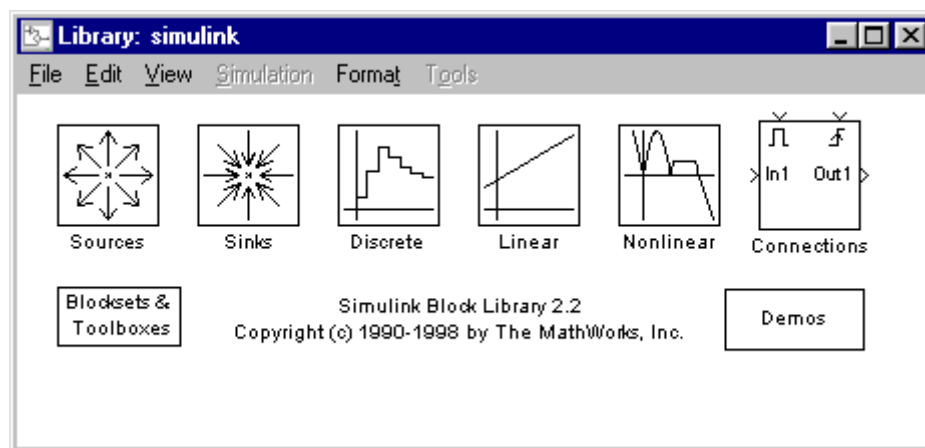 Library: simulink
File Edit View Simulation Format Tools
In1 Out1
Sources Sinks Discrete Linear Nonlinear Connections
Blocksets &
Toolboxes
Simulink Block Library 2.2
Copyright (c) 1990-1998 by The MathWorks, Inc.
Demos